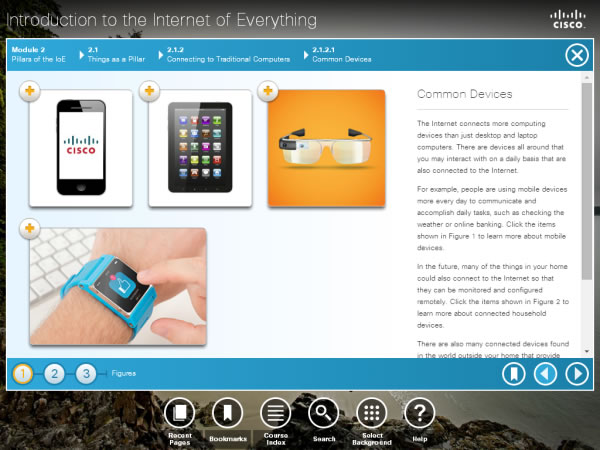 Introduction to the Internet of Everything
CISCO.
Module 2
Pillars of the IoE
2.1
Things as a Pillar
2.1.2
Connecting to Traditional Computers
2.1.2.1
Common Devices
CISCO
Common Devices
The Internet connects more computing
devices than just desktop and laptop
computers. There are devices all around that
you may interact with on a daily basis that are
also connected to the Internet.
For example, people are using mobile devices
more every day to communicate and
accomplish daily tasks, such as checking the
weather or online banking. Click the items
shown in Figure 1 to learn more about mobile
devices.
In the future, many of the things in your home
could also connect to the Internet so that
they can be monitored and configured
remotely. Click the items shown in Figure 2 to
learn more about connected household
devices.
There are also many connected devices found
in the world outside your home that provide
1 2 3 Figures
Recent
Pages
Bookmarks
Course
Index
Search
Select
Background
Help